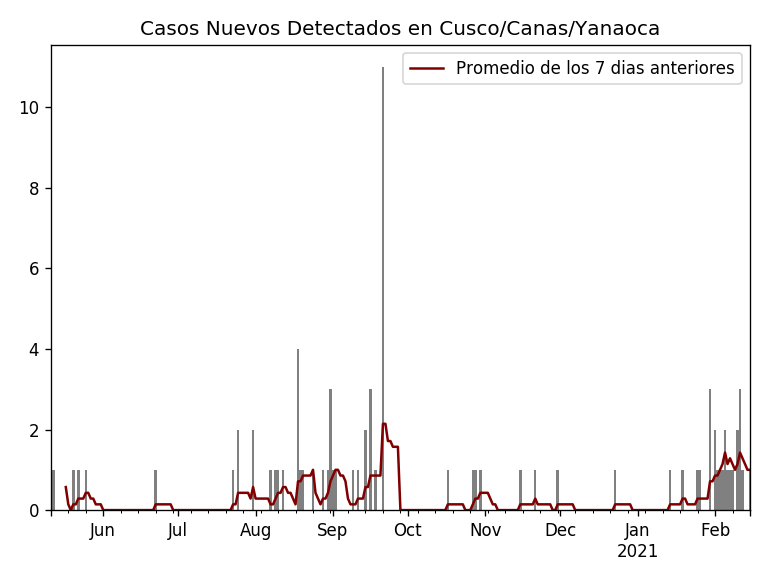 Casos Nuevos Detectados en Cusco/Canas/Yanaoca
Promedio de los 7 dias anteriores
10
8
6
4
2
0
Jun Jul Aug Sep Oct Nov Dec Jan Feb
2021